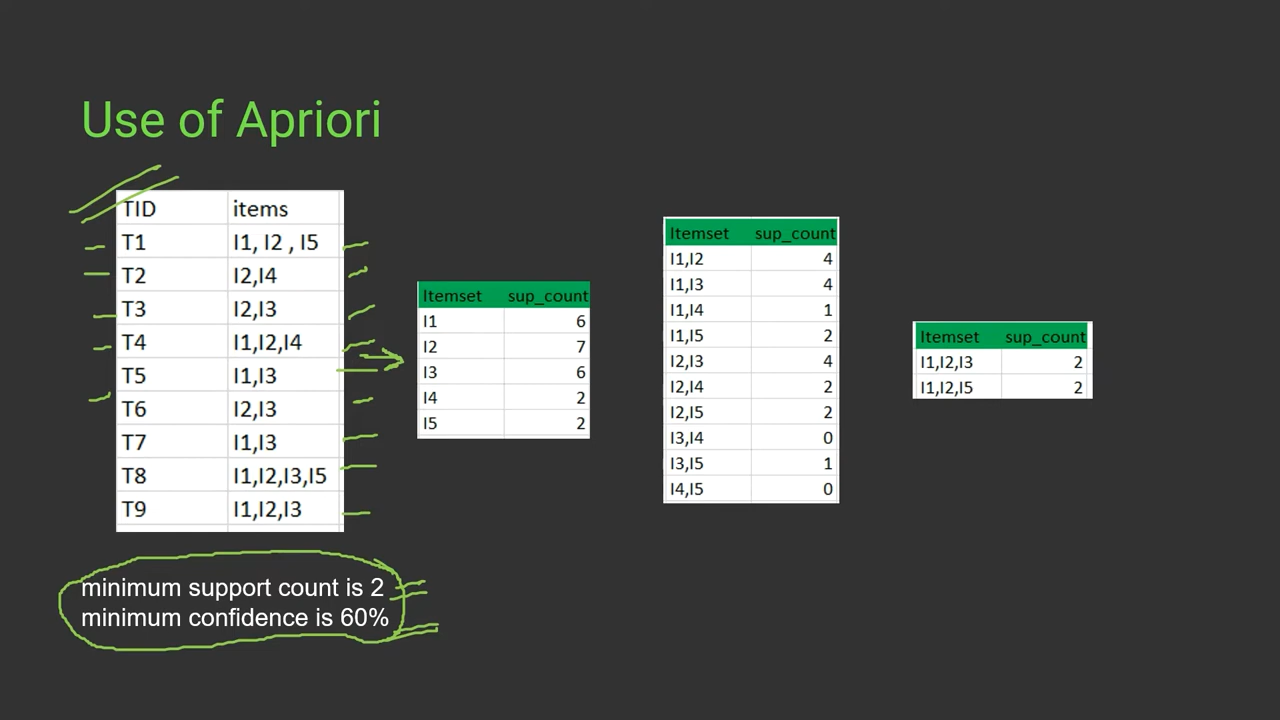 Use of Apriori
TID items
T1 I1, I2 , I5
T2 I2,I4
T3 I2,I3
T4 I1,I2,I4
T5 I1,I3
T6 I2,I3
T7 I1,I3
T8 I1,I2,I3,I5
T9 I1,I2,I3
minimum support count is 2
minimum confidence is 60%
Itemset sup_count
I1 6
I2 7
I3 6
I4 2
I5 2
Itemset sup_count
I1,I2 4
I1,I3 4
I1,I4 1
I1,I5 2
I2,I3 4
I2,I4 2
I2,I5 2
I3,I4 0
I3,I5 1
I4,I5 0
Itemset sup_count
I1,I2,I3 2
I1,I2,I5 2